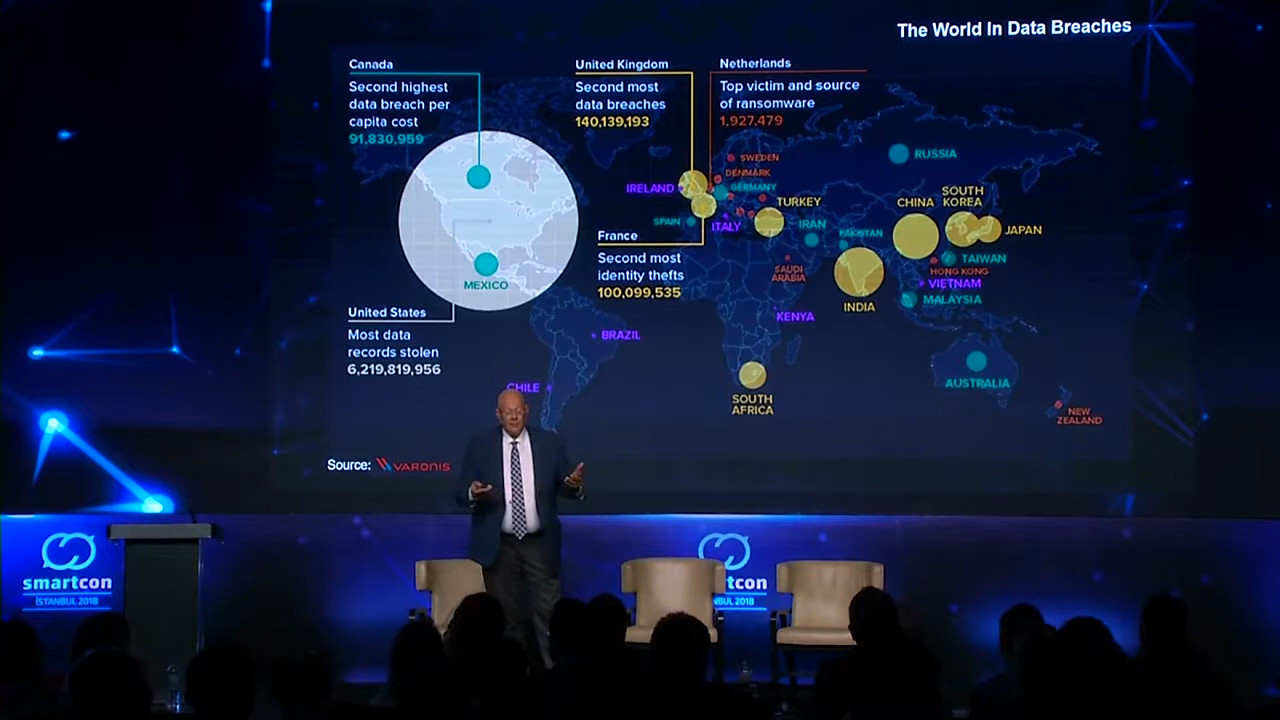 The World In Data Breaches
Canada
Second highest
data breach per
capita cost
91,830,959
United Kingdom
Second most
data breaches
140,139,193
Netherlands
Top victim and source
of ransomware
1,927,479
SWEDEN
DENMARK
GERMANY
IRELAND
SPAIN
ITALY
TURKEY
RUSSIA
IRAN
PAKISTAN
CHINA
SOUTH
KOREA
JAPAN
TAIWAN
HONG KONG
VIETNAM
MALAYSIA
SAUDI
ARABIA
INDIA
KENYA
France
Second most
identity thefts
100,099,535
MEXICO
United States
Most data
records stolen
6,219,819,956
BRAZIL
CHILE
SOUTH
AFRICA
AUSTRALIA
NEW
ZEALAND
Source: VARONIS
smartcon
İSTANBUL 2018
tcon
NBUL 2018